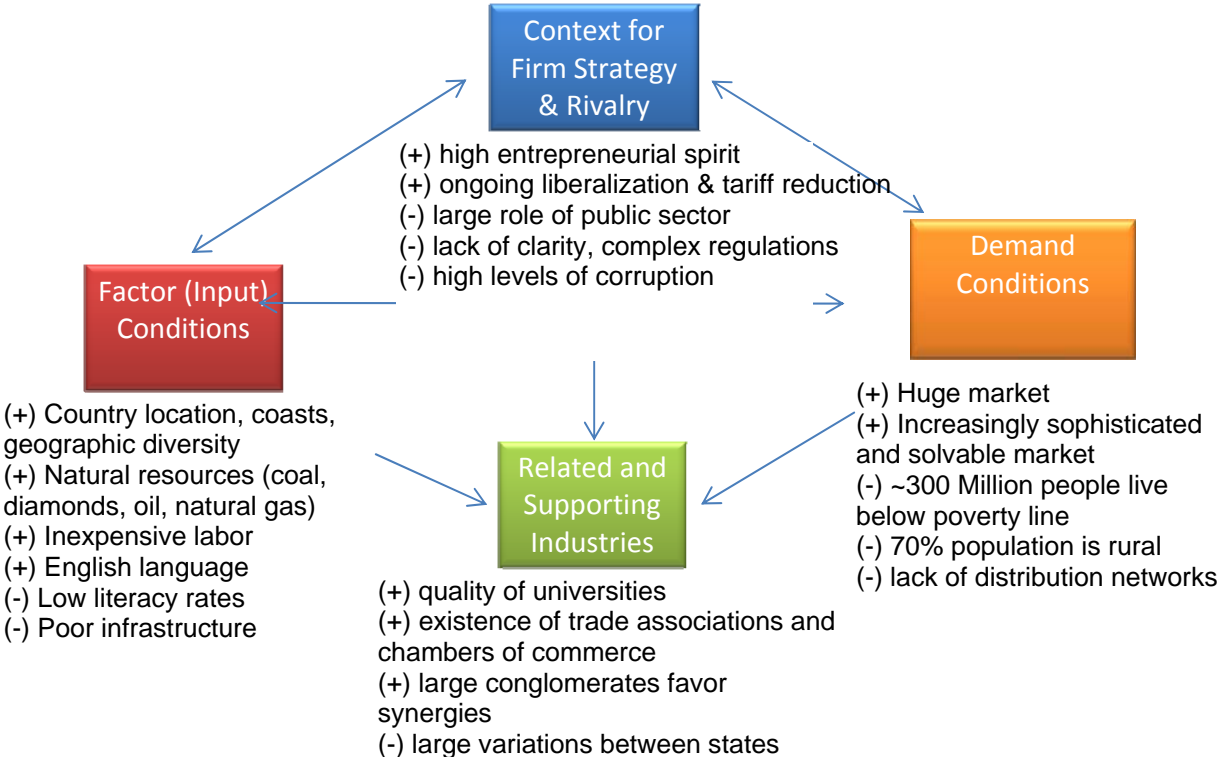 Context for
Firm Strategy
& Rivalry
(+) high entrepreneurial spirit
(+) ongoing liberalization & tariff reduction
(-) large role of public sector
(-) lack of clarity, complex regulations
(-) high levels of corruption
Factor (Input)
Conditions
(+) Country location, coasts,
geographic diversity
(+) Natural resources (coal,
diamonds, oil, natural gas)
(+) Inexpensive labor
(+) English language
(-) Low literacy rates
(-) Poor infrastructure
Demand
Conditions
(+) Huge market
(+) Increasingly sophisticated
and solvable market
(-) ~300 Million people live
below poverty line
(-) 70% population is rural
(-) lack of distribution networks
Related and
Supporting
Industries
(+) quality of universities
(+) existence of trade associations and
chambers of commerce
(+) large conglomerates favor
synergies
(-) large variations between states